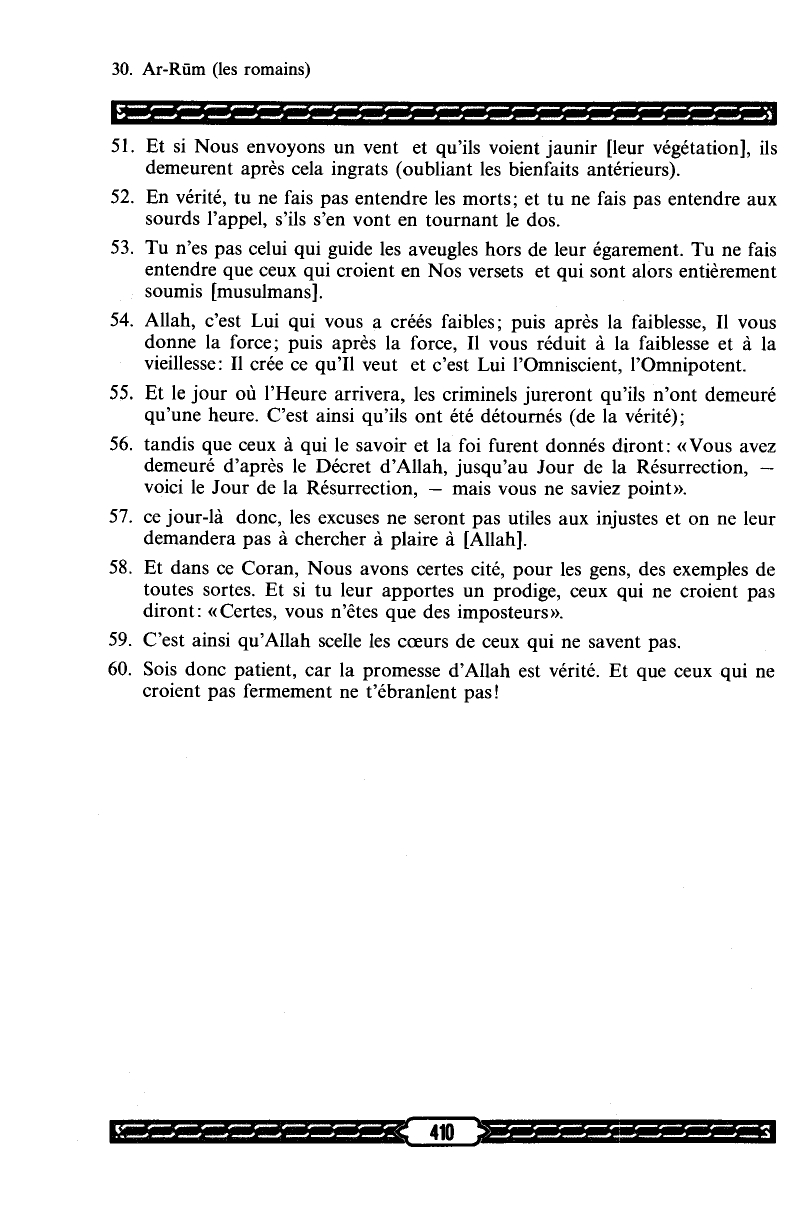 30. Ar-Rūm (les romains)
51. Et si Nous envoyons un vent et qu'ils voient jaunir [leur végétation], ils
demeurent après cela ingrats (oubliant les bienfaits antérieurs).
52. En vérité, tu ne fais pas entendre les morts; et tu ne fais pas entendre aux
sourds l'appel, s'ils s'en vont en tournant le dos.
53. Tu n'es pas celui qui guide les aveugles hors de leur égarement. Tu ne fais
entendre que ceux qui croient en Nos versets et qui sont alors entièrement
soumis [musulmans].
54. Allah, c'est Lui qui vous a créés faibles; puis après la faiblesse, Il vous
donne la force; puis après la force, Il vous réduit à la faiblesse et à la
vieillesse: Il crée ce qu'Il veut et c'est Lui l'Omniscient, l'Omnipotent.
55. Et le jour où l'Heure arrivera, les criminels jureront qu'ils n'ont demeuré
qu'une heure. C'est ainsi qu'ils ont été détournés (de la vérité);
56. tandis que ceux à qui le savoir et la foi furent donnés diront: «Vous avez
demeuré d'après le Décret d'Allah, jusqu'au Jour de la Résurrection, —
voici le Jour de la Résurrection, — mais vous ne saviez point».
57. ce jour-là donc, les excuses ne seront pas utiles aux injustes et on ne leur
demandera pas à chercher à plaire à [Allah].
58. Et dans ce Coran, Nous avons certes cité, pour les gens, des exemples de
toutes sortes. Et si tu leur apportes un prodige, ceux qui ne croient pas
diront: «Certes, vous n'êtes que des imposteurs».
59. C'est ainsi qu'Allah scelle les cœurs de ceux qui ne savent pas.
60. Sois donc patient, car la promesse d'Allah est vérité. Et que ceux qui ne
croient pas fermement ne t'ébranlent pas!
410